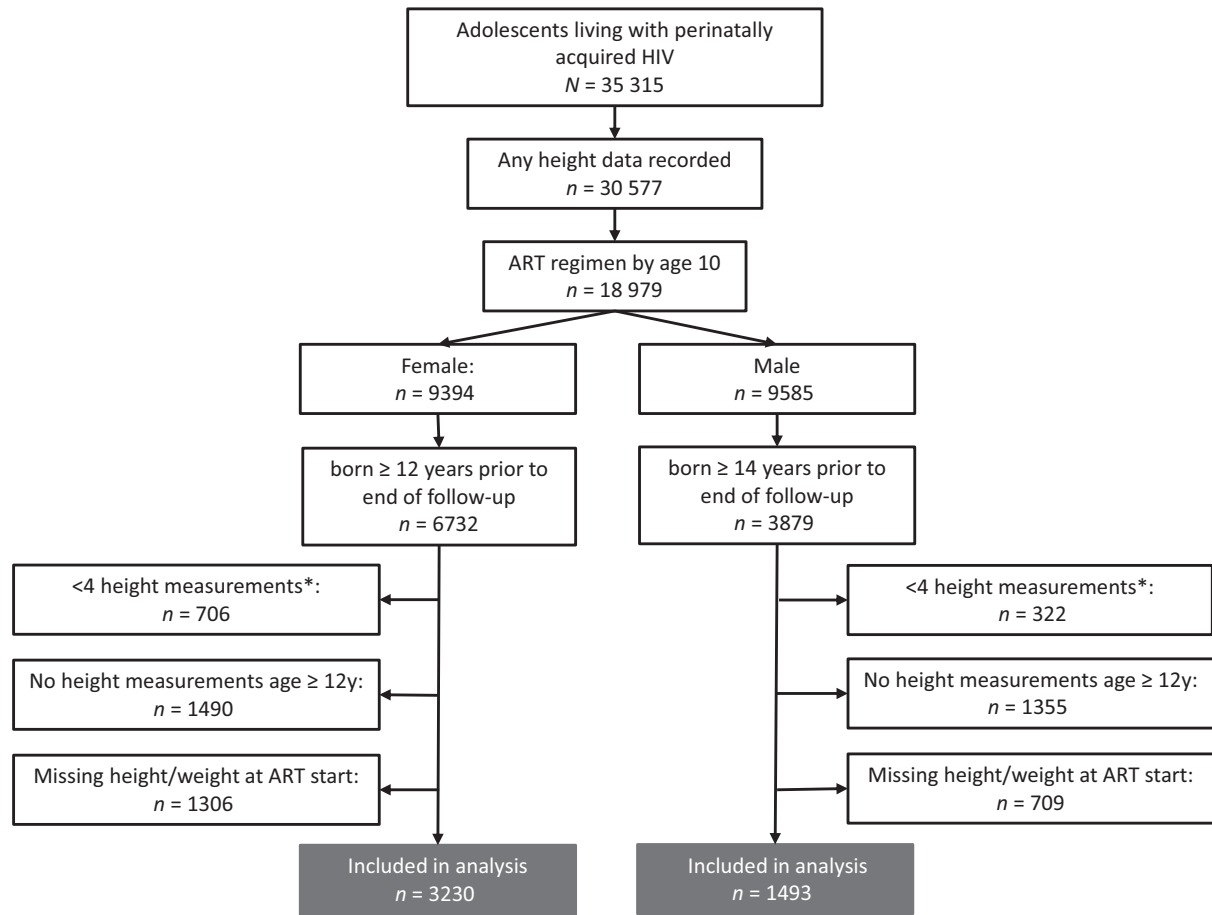 Adolescents living with perinatally
acquired HIV
N = 35 315
Any height data recorded
n = 30 577
ART regimen by age 10
n = 18 979
Female:
n = 9394
Male
n = 9585
born ≥ 12 years prior to
end of follow-up
n = 6732
born ≥ 14 years prior to
end of follow-up
n = 3879
<4 height measurements*:
n = 706
<4 height measurements*:
n = 322
No height measurements age ≥ 12y:
n = 1490
No height measurements age ≥ 12y:
n = 1355
Missing height/weight at ART start:
n = 1306
Missing height/weight at ART start:
n = 709
Included in analysis
n = 3230
Included in analysis
n = 1493